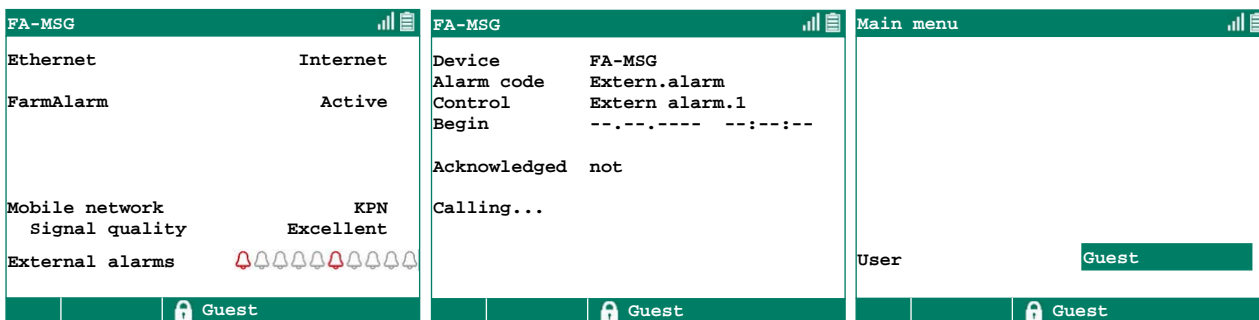 FA-MSG
Ethernet Internet
FarmAlarm Active
Mobile network KPN
Signal quality Excellent
External alarms
Guest
FA-MSG
Device FA-MSG
Alarm code Extern.alarm
Control Extern alarm.1
Begin --.--.---- --:--:--
Acknowledged not
Calling...
Guest
Main menu
User Guest
Guest